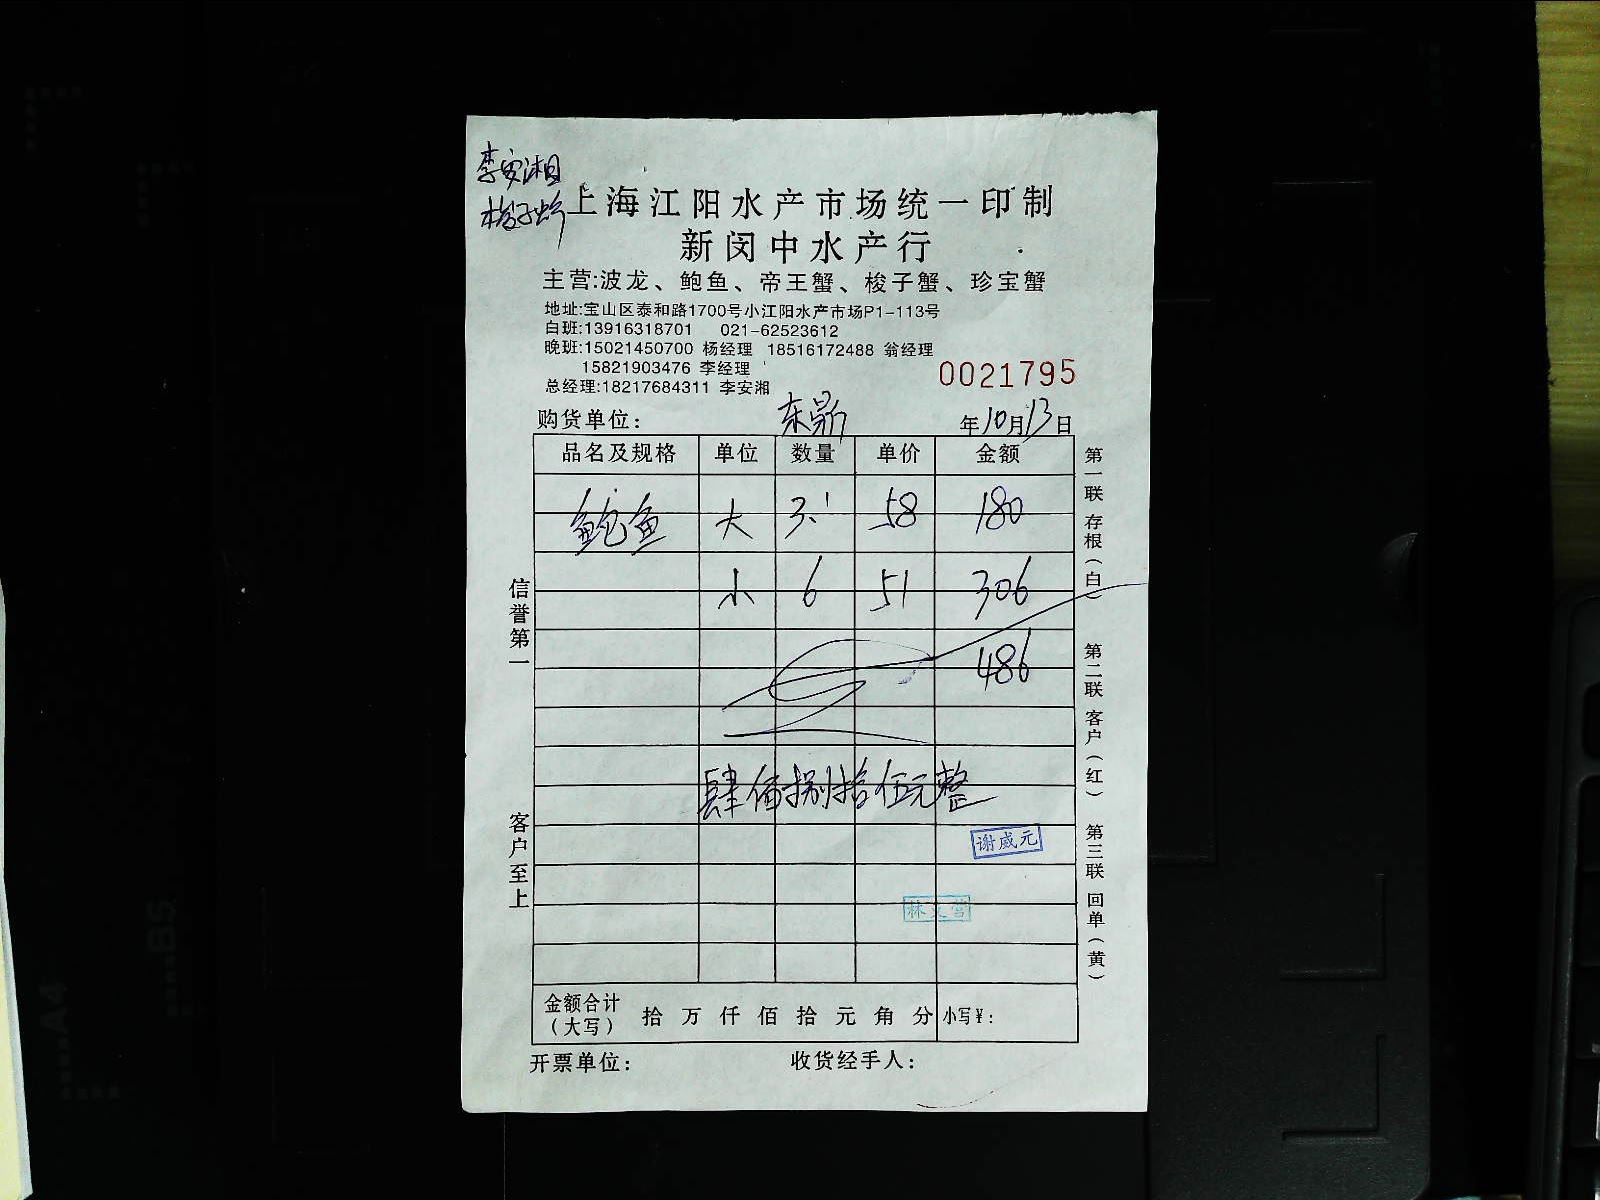 李安湘
梭子蟹
上海江阳水产市场统一印制
新闵中水产行
主营:波龙、鲍鱼、帝王蟹、梭子蟹、珍宝蟹
地址:宝山区泰和路1700号小江阳水产市场P1-113号
白班:13916318701 021-62523612
晚班:15021450700 杨经理 18516172488 翁经理
15821903476 李经理
0021795
总经理:18217684311 李安湘
购货单位: 东鼎 年10月13日
品名及规格 单位 数量 单价 金额
鲍鱼 大 3.1 58 180
小 6 51 306
486
肆佰捌拾伍元整
谢威元
林文营
金额合计（大写） 拾 万 仟 佰 拾 元 角 分 小写¥:
开票单位: 收货经手人:
信誉第一
客户至上
第一联 存根（白）
第二联 客户（红）
第三联 回单（黄）